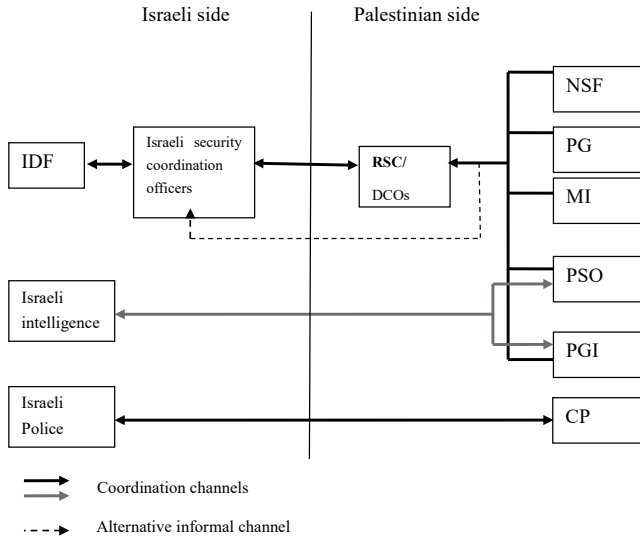 Israeli side
Palestinian side
NSF
PG
MI
PSO
PGI
CP
IDF
Israeli security
coordination
officers
RSC/
DCOs
Israeli
intelligence
Israeli
Police
Coordination channels
Alternative informal channel